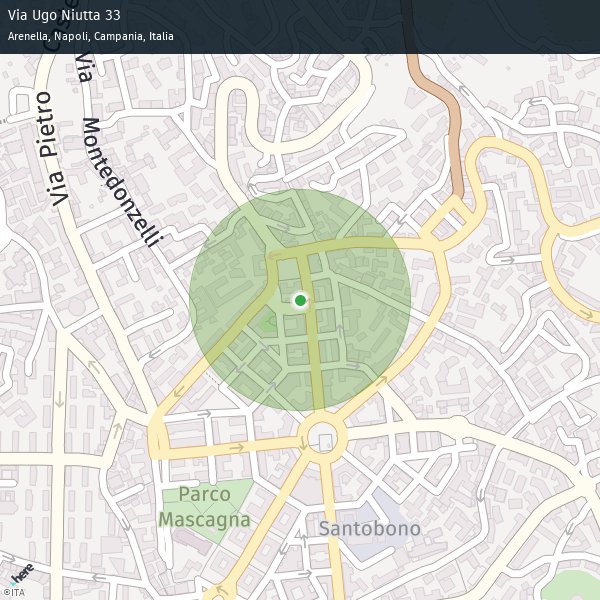 Via Ugo Niutta 33
Arenella, Napoli, Campania, Italia
Via Pietro
Via Montedonzelli
Parco
Mascagna
Santobono
here
©ITA